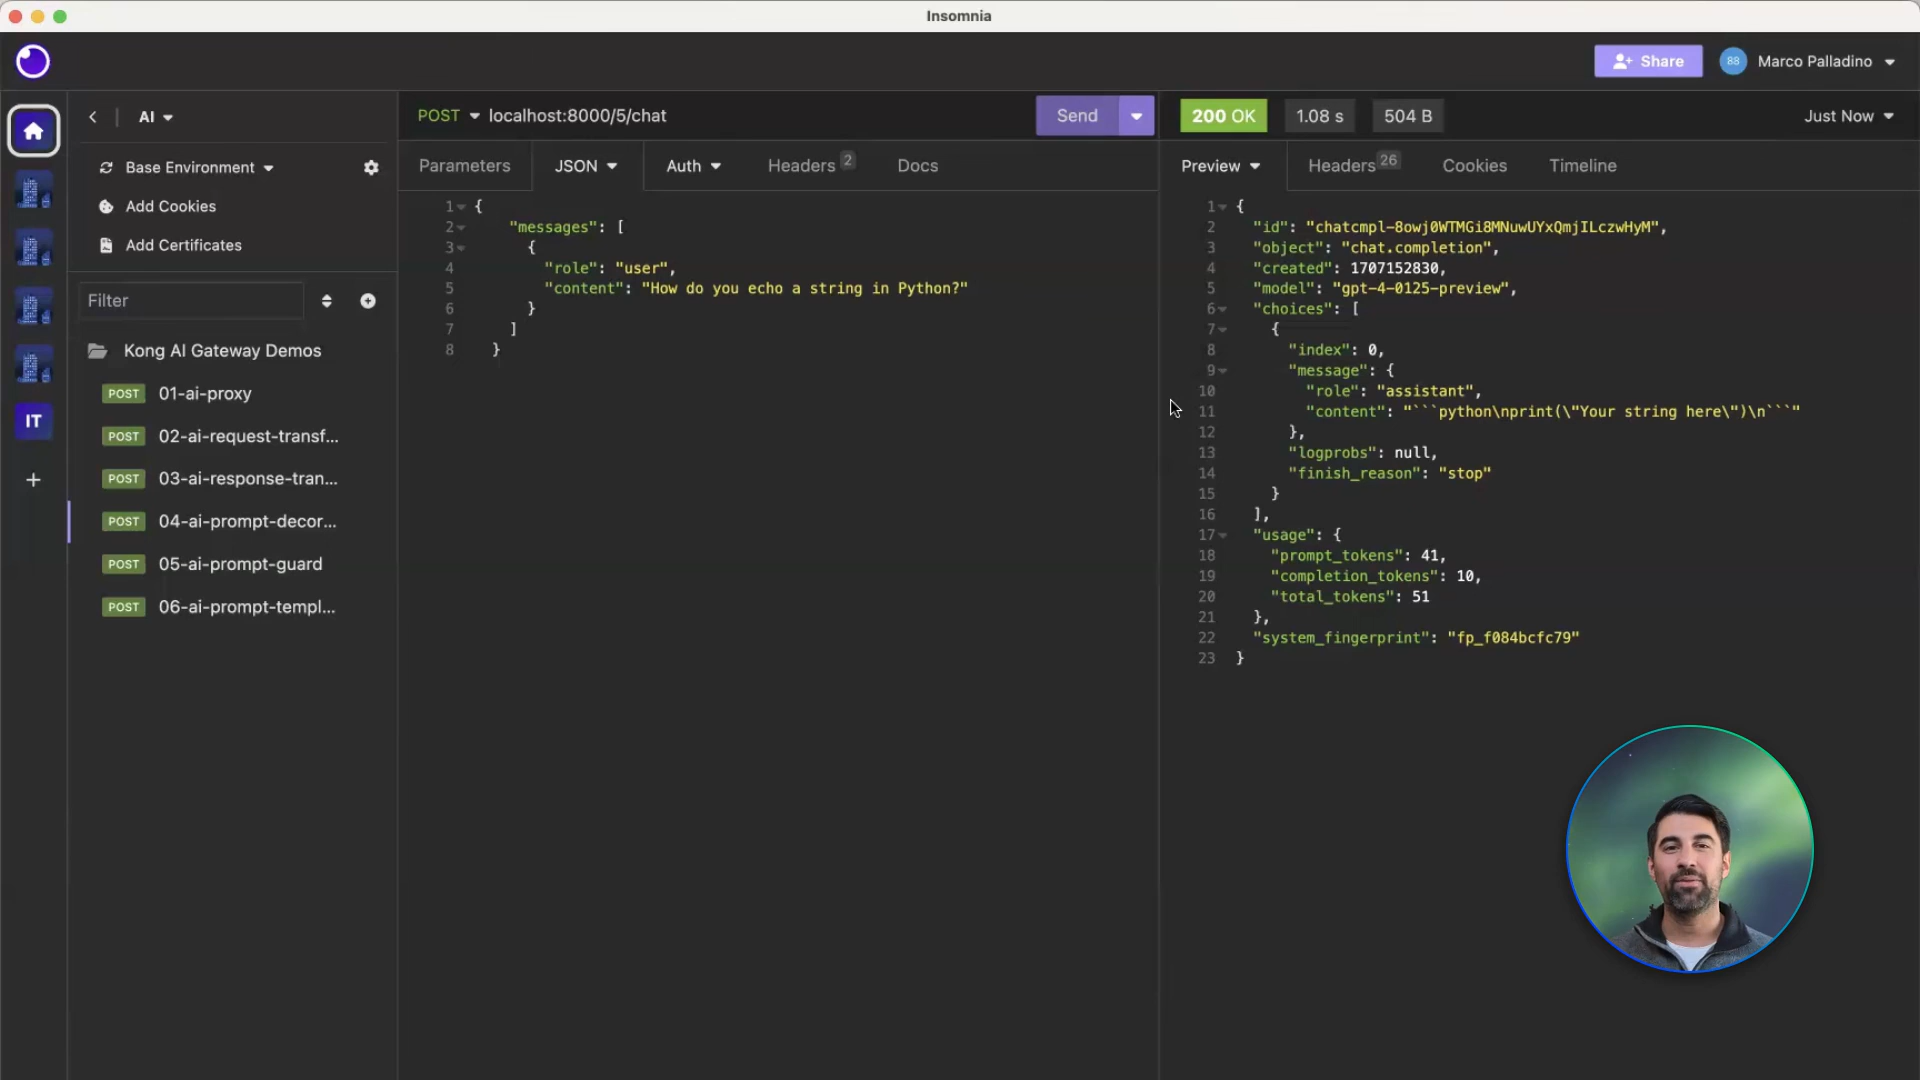 Insomnia
Share
88
Marco Palladino
AI
Base Environment
Add Cookies
Add Certificates
Filter
Kong AI Gateway Demos
POST 01-ai-proxy
POST 02-ai-request-transf...
POST 03-ai-response-tran...
POST 04-ai-prompt-decor...
POST 05-ai-prompt-guard
POST 06-ai-prompt-templ...
IT
+
POST localhost:8000/5/chat
Send
Parameters JSON Auth Headers 2 Docs
1 {
2 "messages": [
3 {
4 "role": "user",
5 "content": "How do you echo a string in Python?"
6 }
7 ]
8 }
200 OK 1.08 s 504 B Just Now
Preview Headers 26 Cookies Timeline
1 {
2 "id": "chatcmpl-8owj0WTMGi8MNuwUYxQmjILczwHyM",
3 "object": "chat.completion",
4 "created": 1707152830,
5 "model": "gpt-4-0125-preview",
6 "choices": [
7 {
8 "index": 0,
9 "message": {
10 "role": "assistant",
11 "content": "```python\nprint(\"Your string here\")\n```"
12 },
13 "logprobs": null,
14 "finish_reason": "stop"
15 }
16 ],
17 "usage": {
18 "prompt_tokens": 41,
19 "completion_tokens": 10,
20 "total_tokens": 51
21 },
22 "system_fingerprint": "fp_f084bcfc79"
23 }